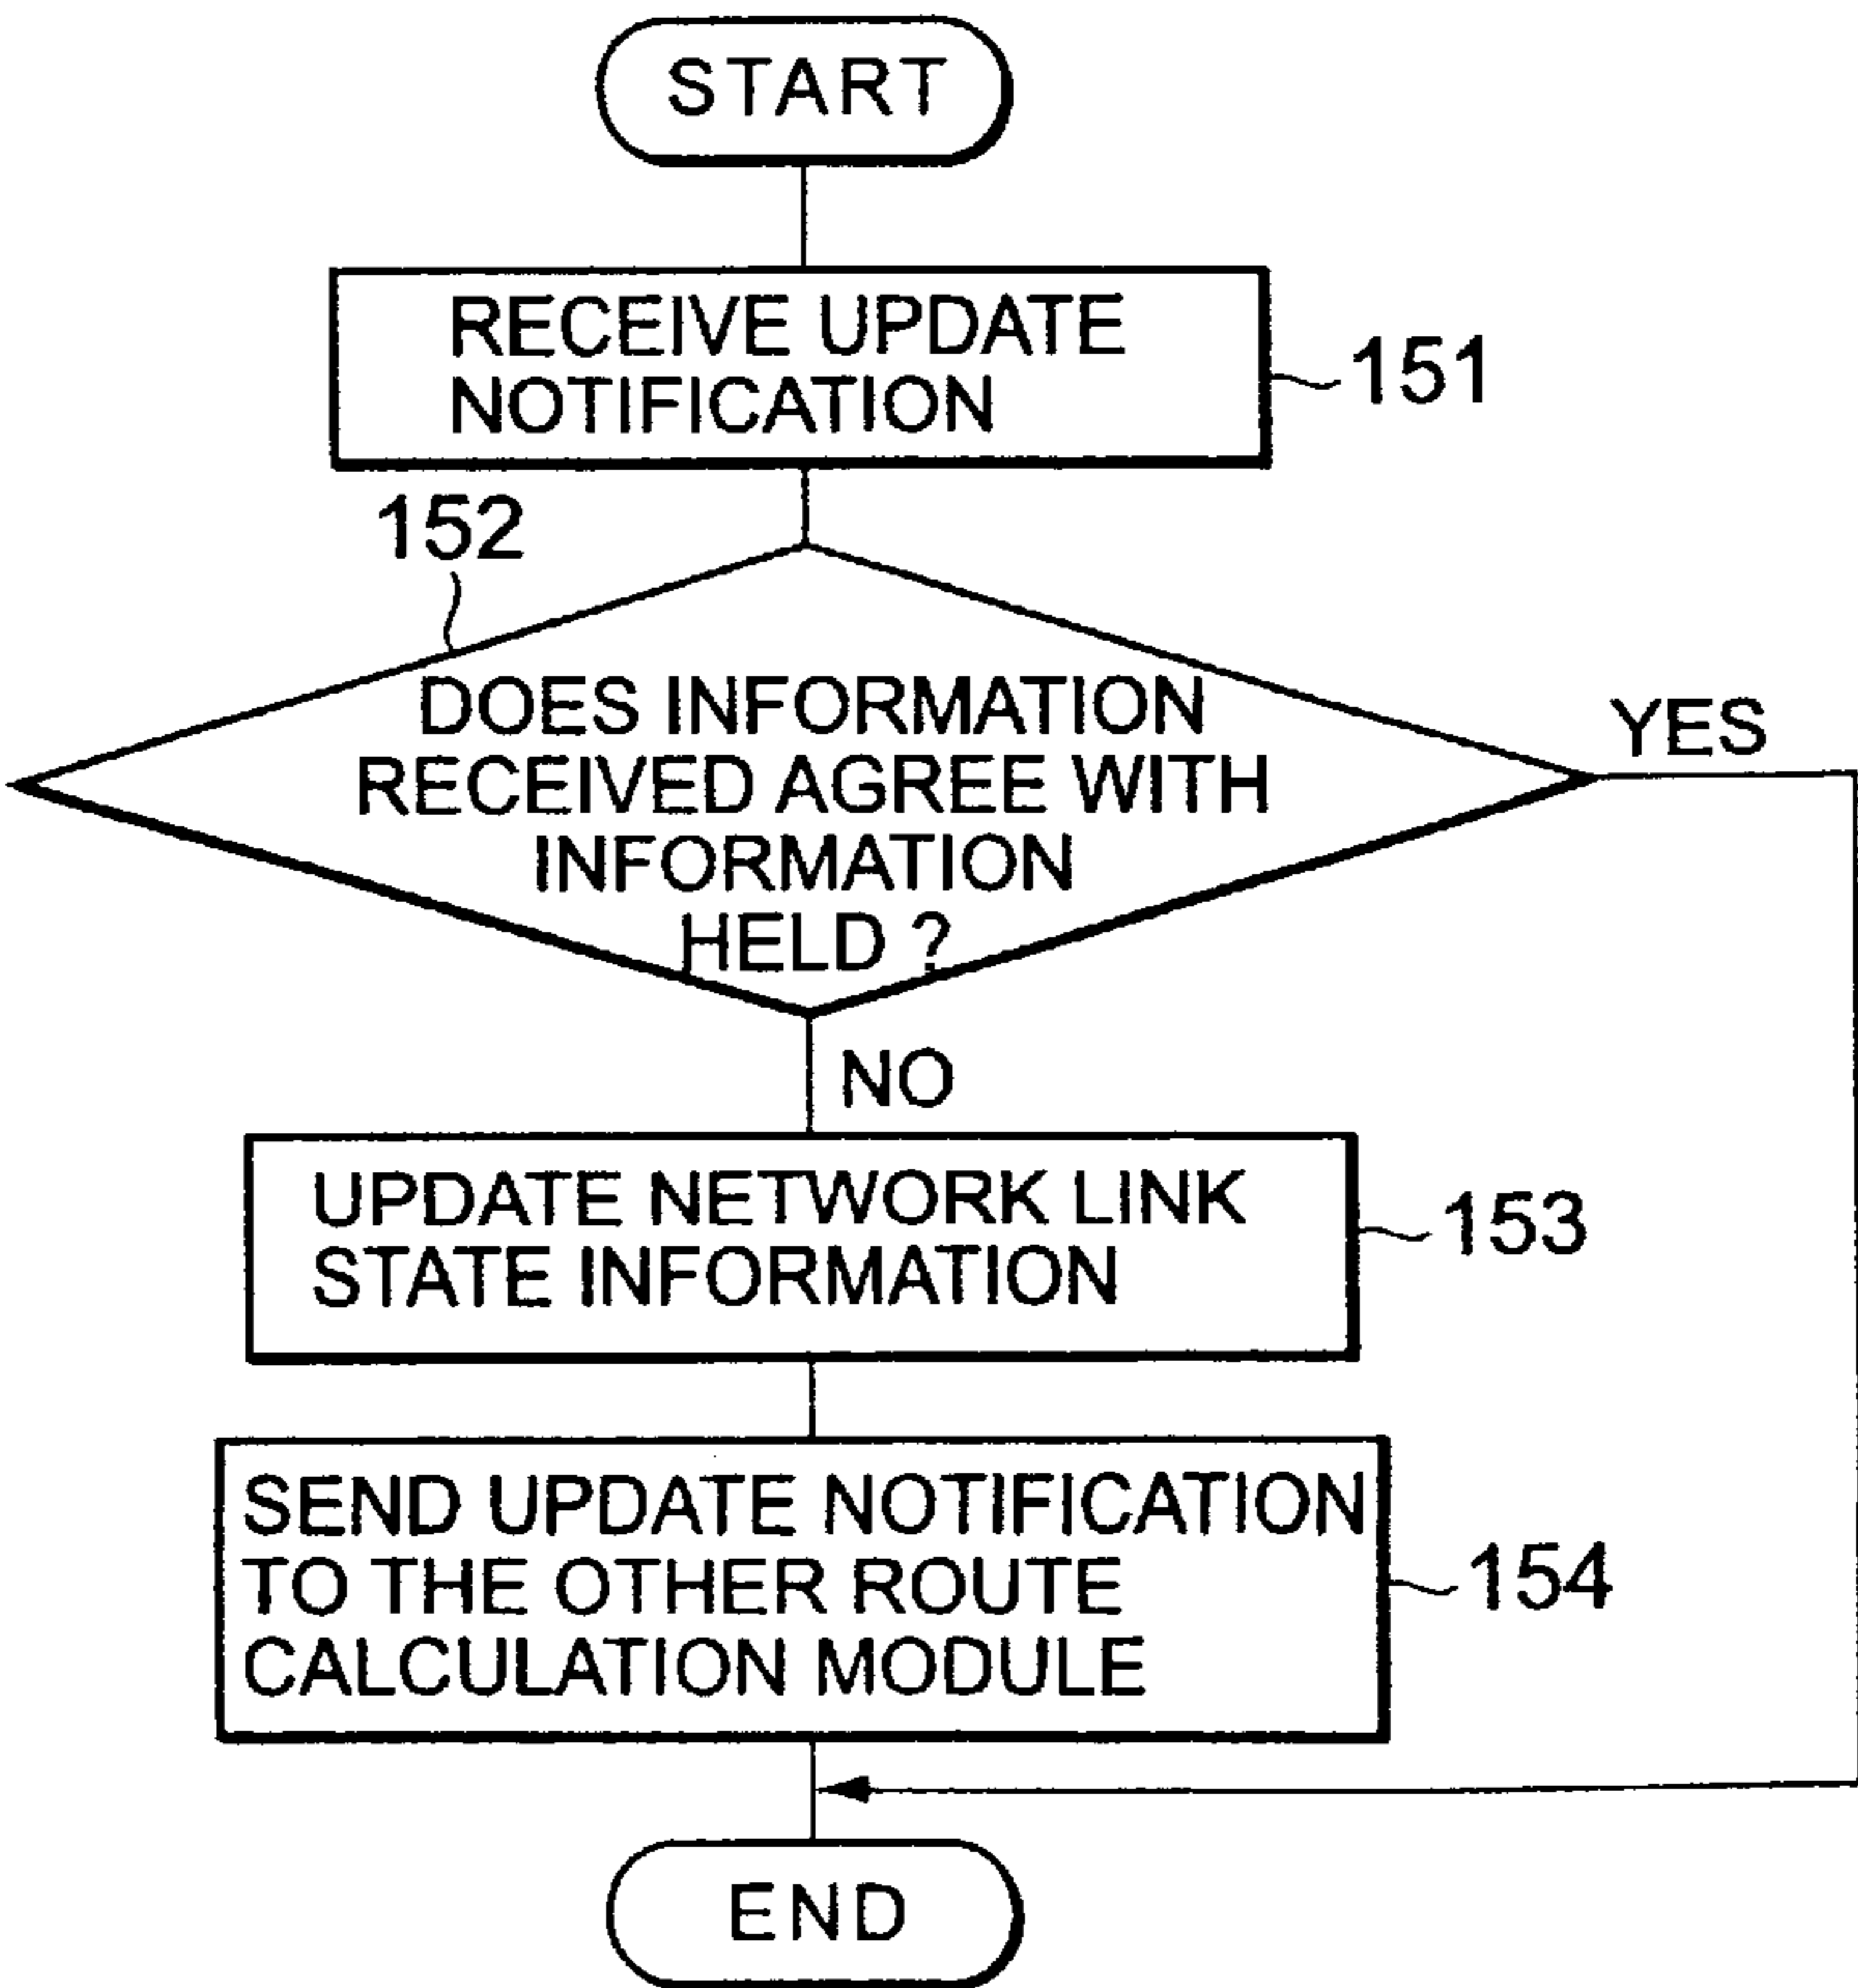 START
RECEIVE UPDATE
NOTIFICATION
151
152
DOES INFORMATION
RECEIVED AGREE WITH
INFORMATION
HELD ?
YES
NO
UPDATE NETWORK LINK
STATE INFORMATION
153
SEND UPDATE NOTIFICATION
TO THE OTHER ROUTE
CALCULATION MODULE
154
END